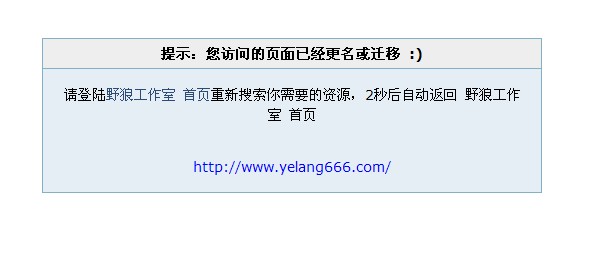 提示：您访问的页面已经更名或迁移 :)
请登陆野狼工作室 首页重新搜索你需要的资源，2秒后自动返回 野狼工作
室 首页
http://www.yelang666.com/